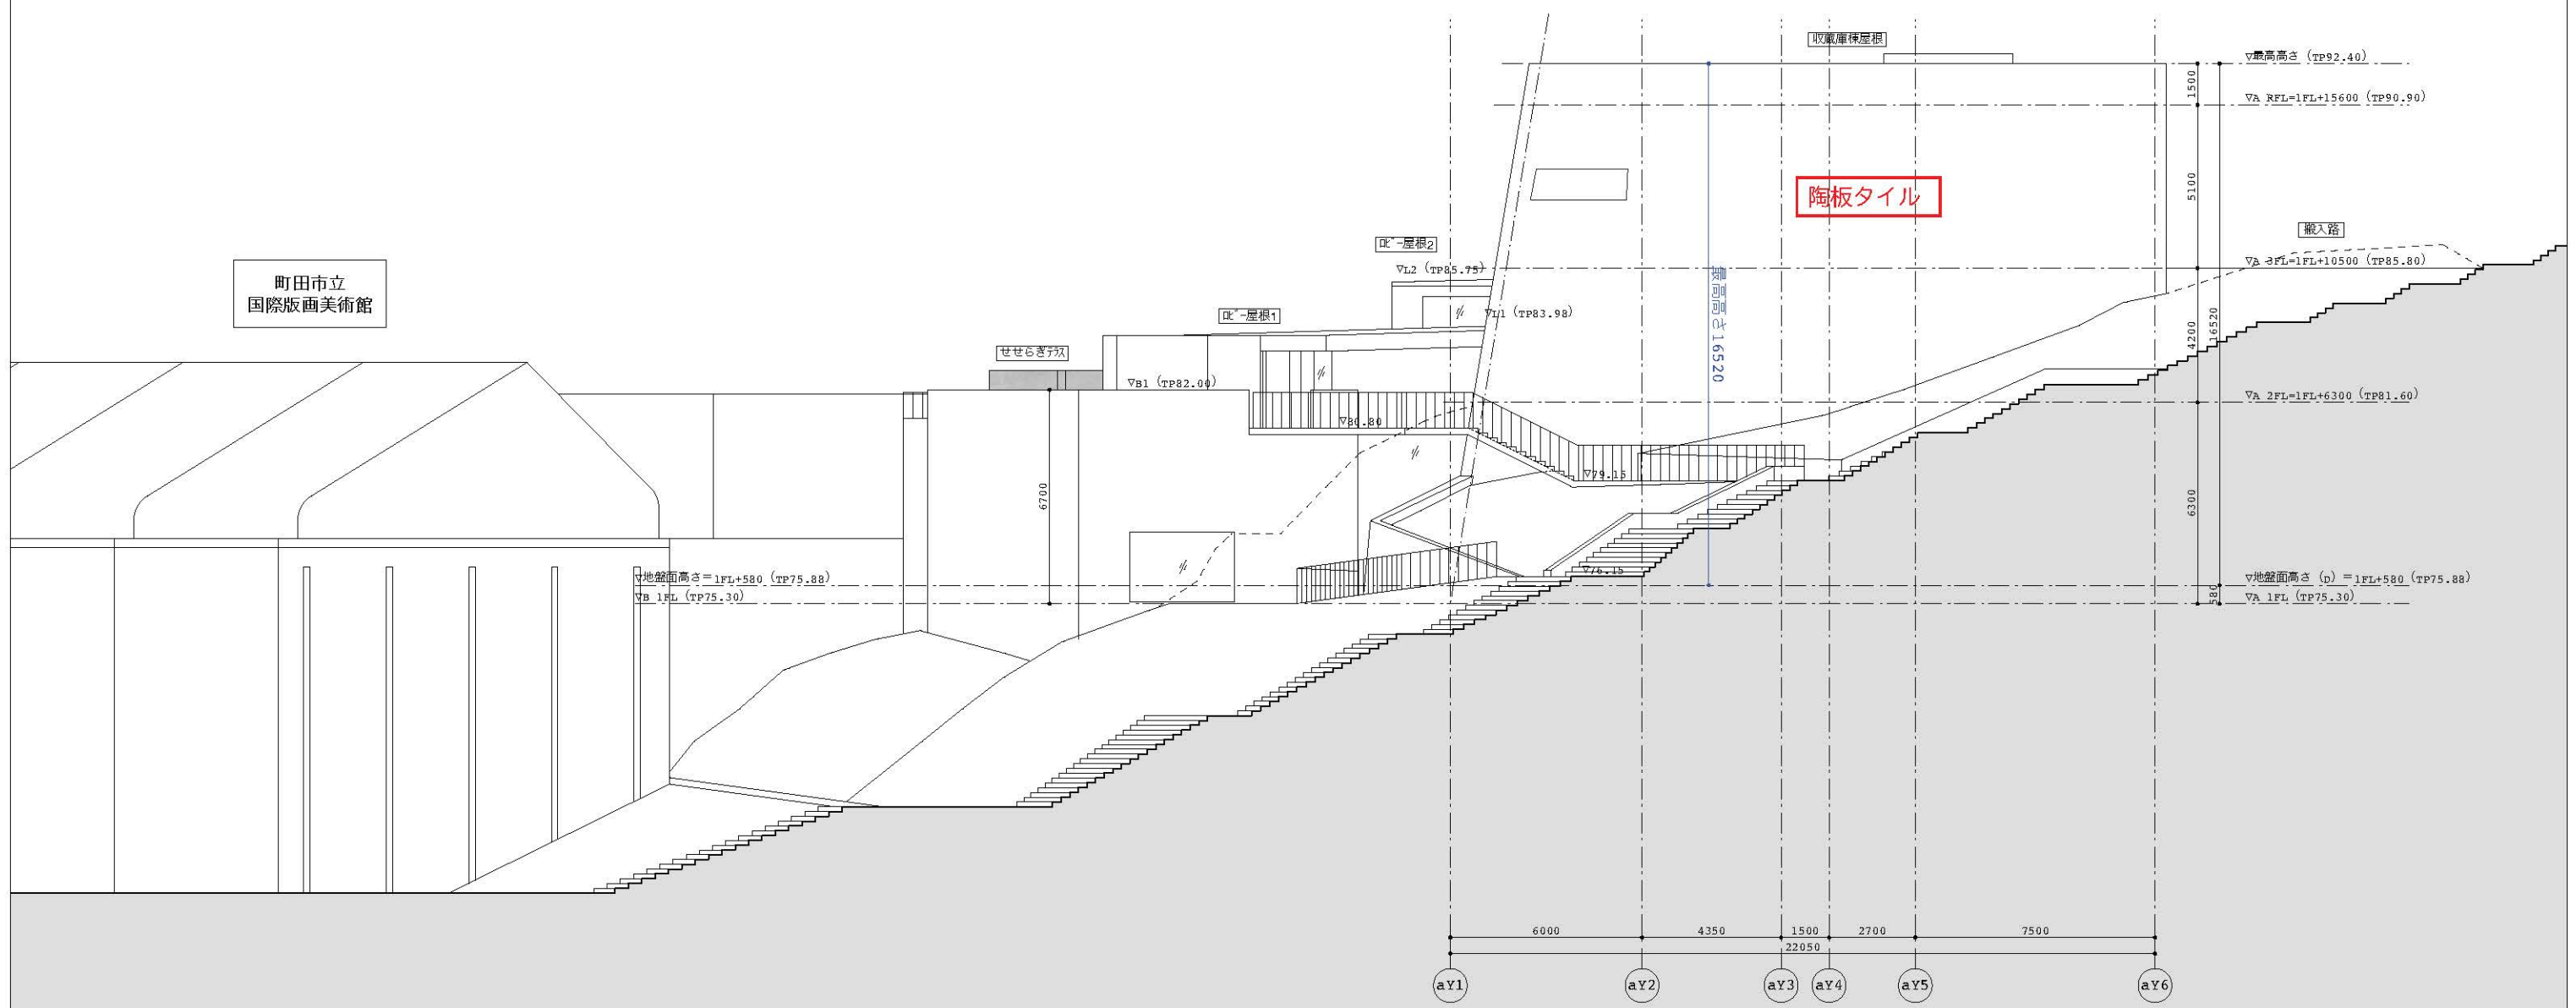 収蔵庫棟屋根
▽最高高さ (TP92.40)
1500
▽A RFL=1FL+15600 (TP90.90)
5100
陶板タイル
搬入路
ﾛﾋﾞｰ屋根2
▽L2 (TP85.75)
▽A 3FL=1FL+10500 (TP85.80)
町田市立
国際版画美術館
ﾛﾋﾞｰ屋根1
▽L1 (TP83.98)
最高高さ16520
4200
16520
せせらぎﾃﾗｽ
▽B1 (TP82.00)
▽A 2FL=1FL+6300 (TP81.60)
▽80.80
▽79.15
6700
6300
▽76.15
▽地盤面高さ=1FL+580 (TP75.88)
▽地盤面高さ (D) =1FL+580 (TP75.88)
▽B 1FL (TP75.30)
580
▽A 1FL (TP75.30)
6000 4350 1500 2700 7500
22050
aY1 aY2 aY3 aY4 aY5 aY6